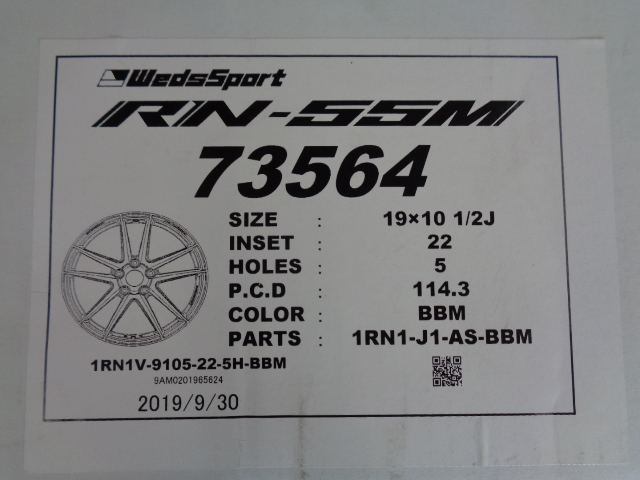 WedsSport
RN-55M
73564
SIZE : 19×10 1/2J
INSET : 22
HOLES : 5
P.C.D : 114.3
COLOR : BBM
PARTS : 1RN1-J1-AS-BBM
1RN1V-9105-22-5H-BBM
9AM0201965624
2019/9/30